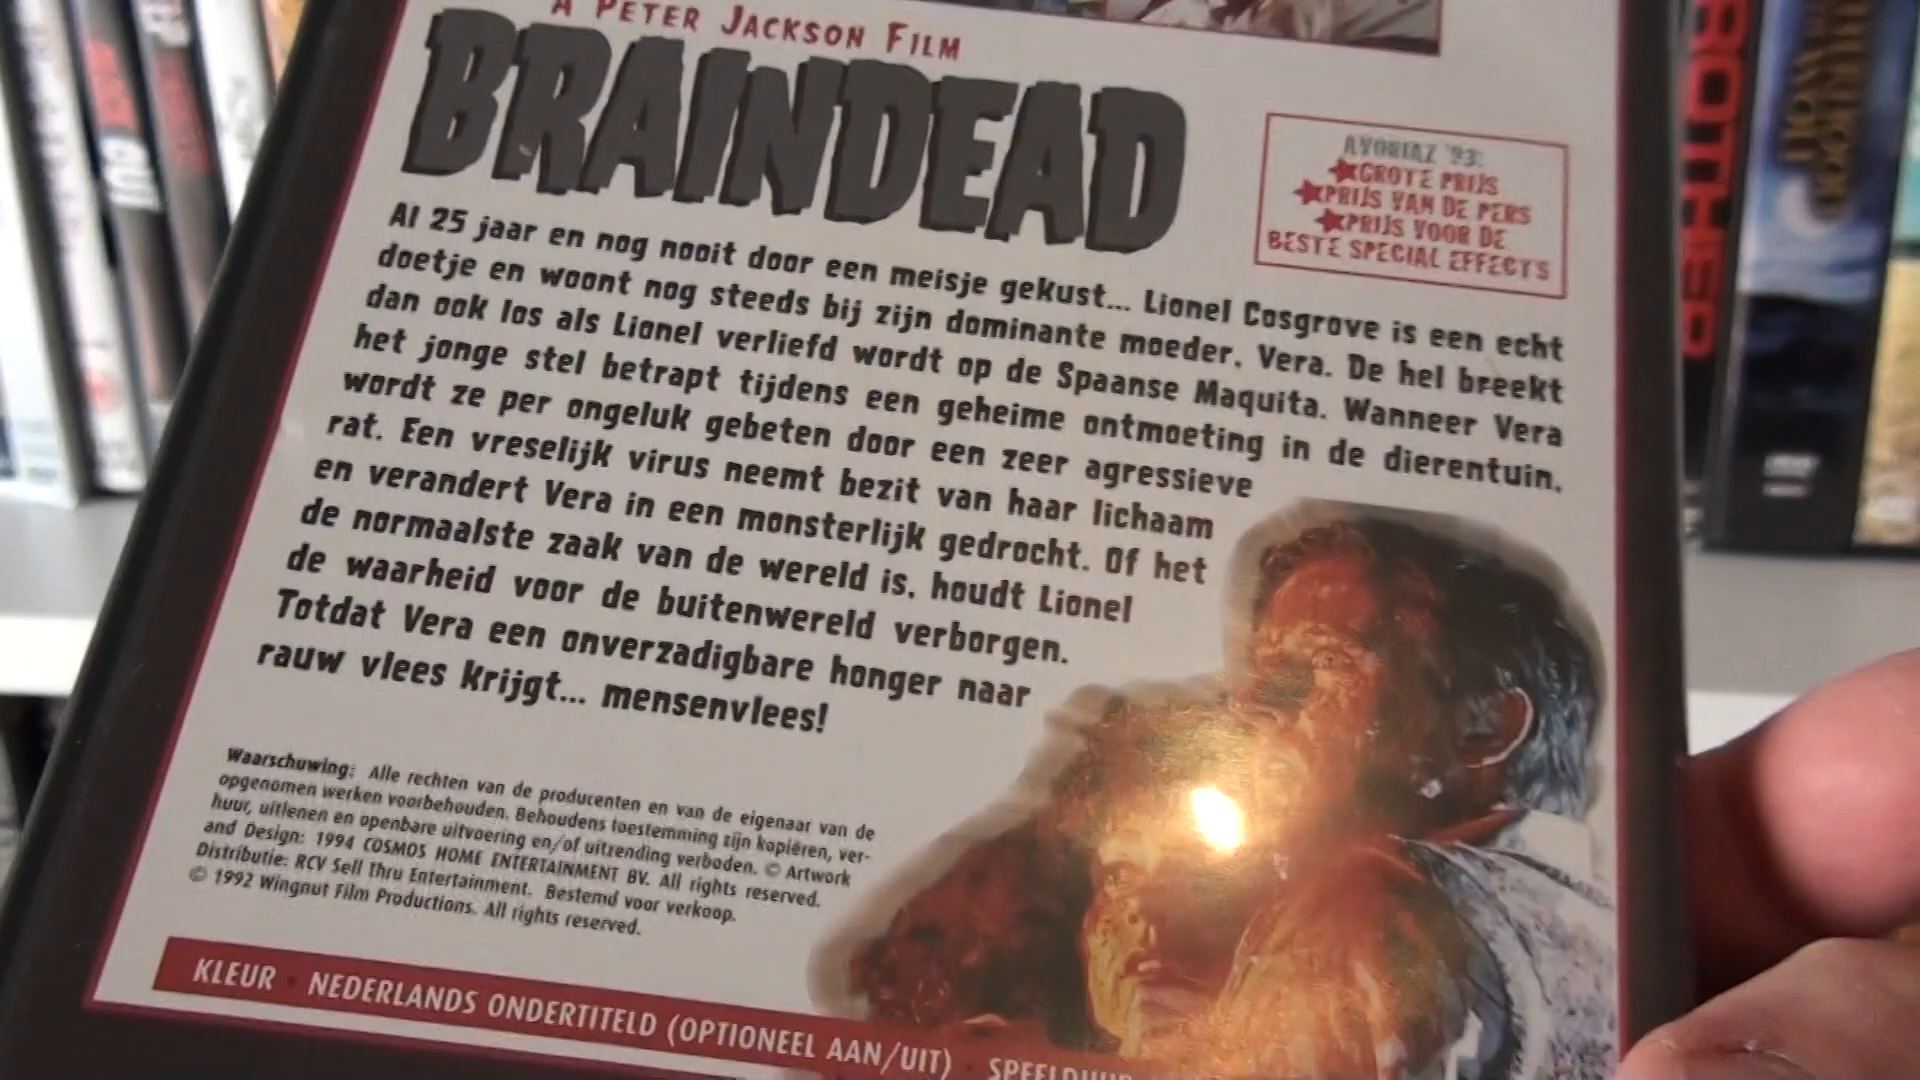 A PETER JACKSON FILM
BRAINDEAD
AVORIAZ '93:
GROTE PRIJS
PRIJS VAN DE PERS
PRIJS VOOR DE
BESTE SPECIAL EFFECTS
Al 25 jaar en nog nooit door een meisje gekust... Lionel Cosgrove is een echt
doetje en woont nog steeds bij zijn dominante moeder, Vera. De hel breekt
dan ook los als Lionel verliefd wordt op de Spaanse Maquita. Wanneer Vera
het jonge stel betrapt tijdens een geheime ontmoeting in de dierentuin,
wordt ze per ongeluk gebeten door een zeer agressieve
rat. Een vreselijk virus neemt bezit van haar lichaam
en verandert Vera in een monsterlijk gedrocht. Of het
de normaalste zaak van de wereld is, houdt Lionel
de waarheid voor de buitenwereld verborgen.
Totdat Vera een onverzadigbare honger naar
rauw vlees krijgt... mensenvlees!
Waarschuwing: Alle rechten van de producenten en van de eigenaar van de
opgenomen werken voorbehouden. Behoudens toestemming zijn kopiëren, ver-
huur, uitlenen en openbare uitvoering en/of uitzending verboden. © Artwork
and Design: 1994 COSMOS HOME ENTERTAINMENT BV. All rights reserved.
Distributie: RCV Sell Thru Entertainment. Bestemd voor verkoop.
© 1992 Wingnut Film Productions. All rights reserved.
KLEUR · NEDERLANDS ONDERTITELD (OPTIONEEL AAN/UIT) · SPEELDUUR
ROTHER